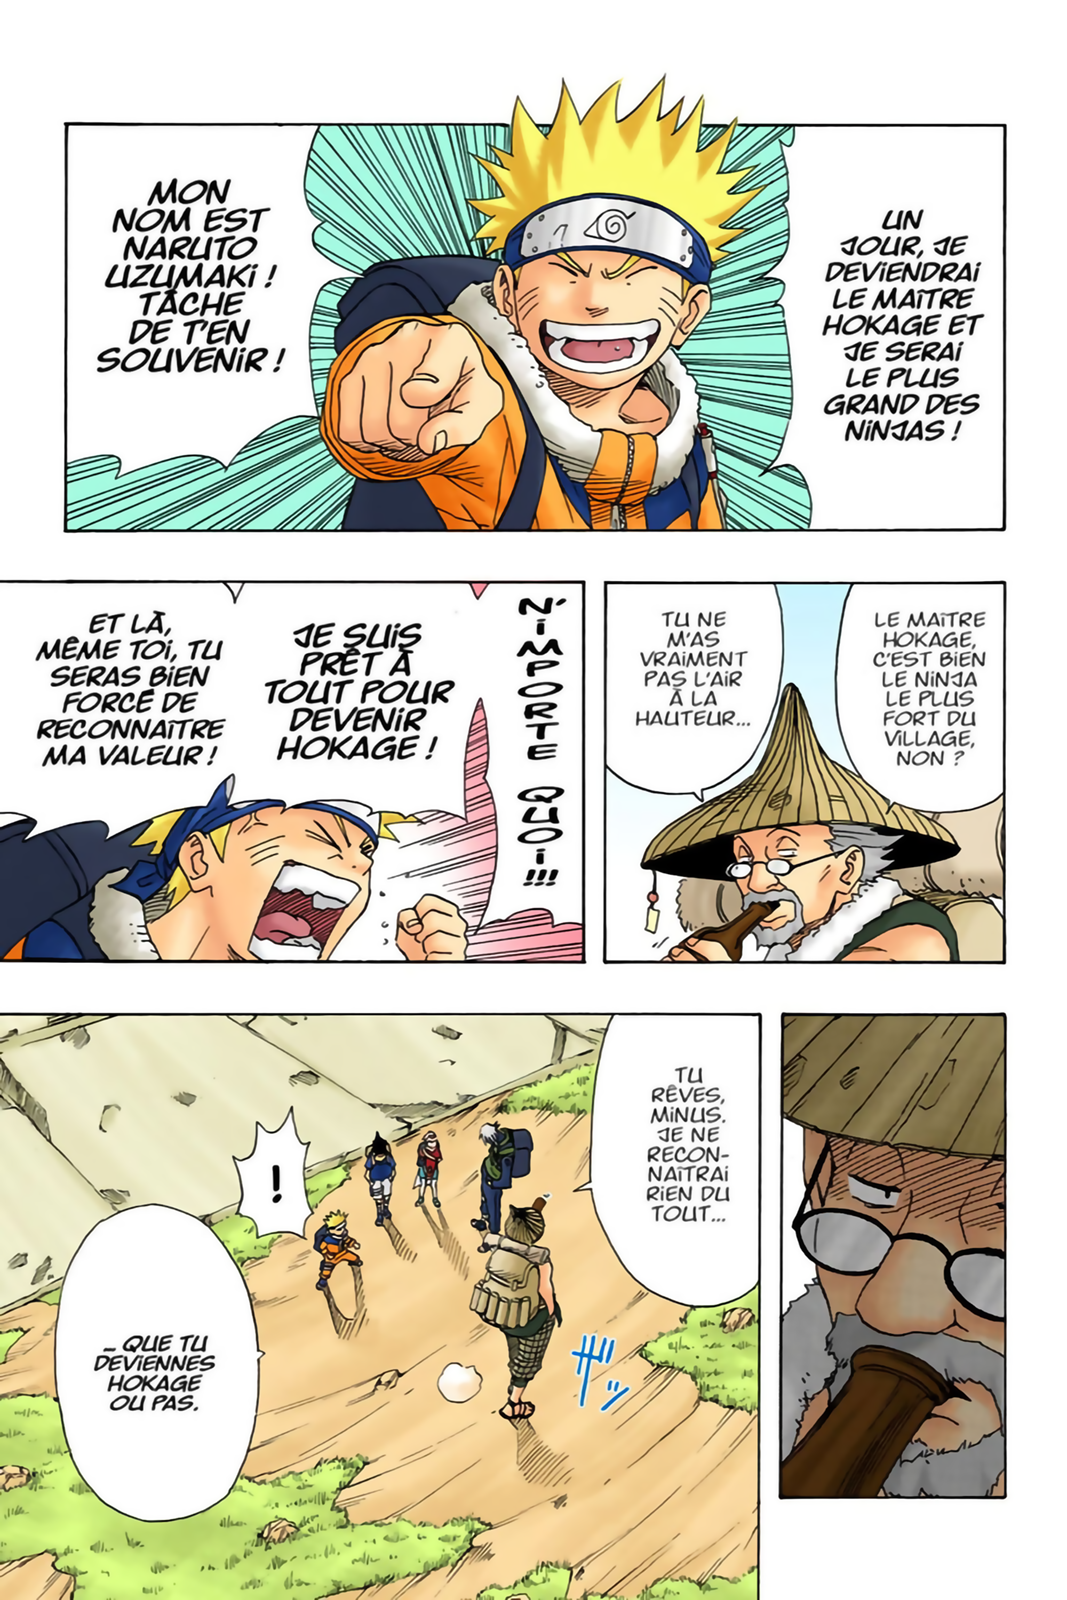 UN
JOUR, JE
DEVIENDRAI
LE MAÎTRE
HOKAGE ET
JE SERAI
LE PLUS
GRAND DES
NINJAS !
MON
NOM EST
NARUTO
UZUMAKI !
TÂCHE
DE T'EN
SOUVENIR !
LE MAÎTRE
HOKAGE,
C'EST BIEN
LE NINJA
LE PLUS
FORT DU
VILLAGE,
NON ?
TU NE
M'AS
VRAIMENT
PAS L'AIR
À LA
HAUTEUR...
N'IMPORTE QUOI !!!
JE SUIS
PRÊT À
TOUT POUR
DEVENIR
HOKAGE !
ET LÀ,
MÊME TOI, TU
SERAS BIEN
FORCÉ DE
RECONNAÎTRE
MA VALEUR !
TU
RÊVES,
MINUS.
JE NE
RECON-
NAÎTRAI
RIEN DU
TOUT...
!
ザッ
... QUE TU
DEVIENNES
HOKAGE
OU PAS.